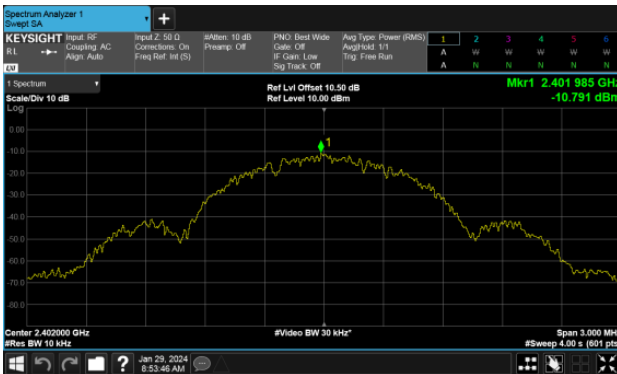 Spectrum Analyzer 1
Swept SA
+
KEYSIGHT
RL
LXI
Input: RF
Coupling: AC
Align: Auto
Input Z: 50 Ω
Corrections: On
Freq Ref: Int (S)
#Atten: 10 dB
Preamp: Off
PNO: Best Wide
Gate: Off
IF Gain: Low
Sig Track: Off
Avg Type: Power (RMS)
Avg|Hold: 1/1
Trig: Free Run
1 2 3 4 5 6
A W W W W W
A N N N N N
1 Spectrum
Scale/Div 10 dB
Log
Ref Lvl Offset 10.50 dB
Ref Level 10.00 dBm
Mkr1 2.401 985 GHz
-10.791 dBm
1
0.00
-10.0
-20.0
-30.0
-40.0
-50.0
-60.0
-70.0
-80.0
Center 2.402000 GHz
#Res BW 10 kHz
#Video BW 30 kHz*
Span 3.000 MH
#Sweep 4.00 s (601 pts
?
Jan 29, 2024
8:53:46 AM